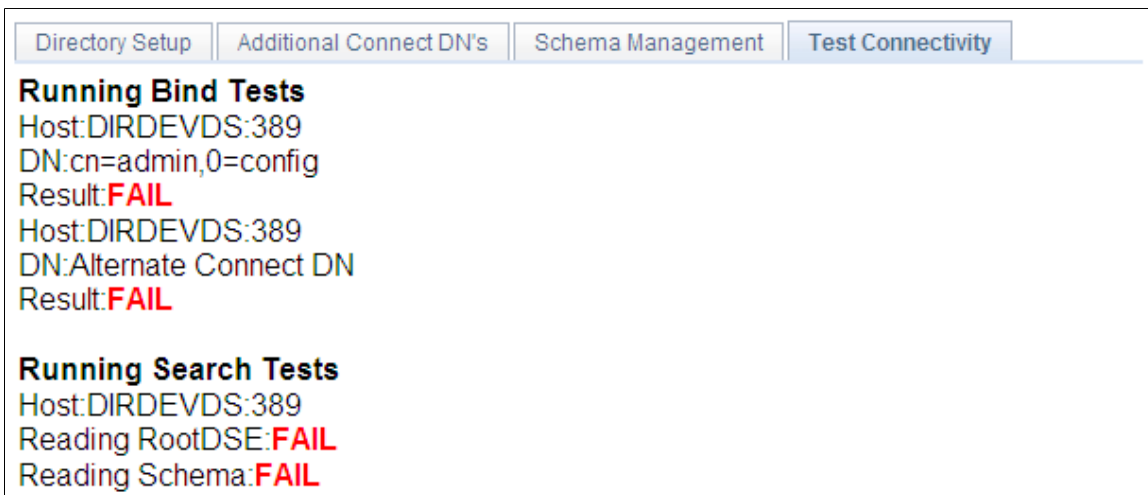 Directory Setup Additional Connect DN's Schema Management Test Connectivity
Running Bind Tests
Host:DIRDEVDS:389
DN:cn=admin,0=config
Result:FAIL
Host:DIRDEVDS:389
DN:Alternate Connect DN
Result:FAIL
Running Search Tests
Host:DIRDEVDS:389
Reading RootDSE:FAIL
Reading Schema:FAIL